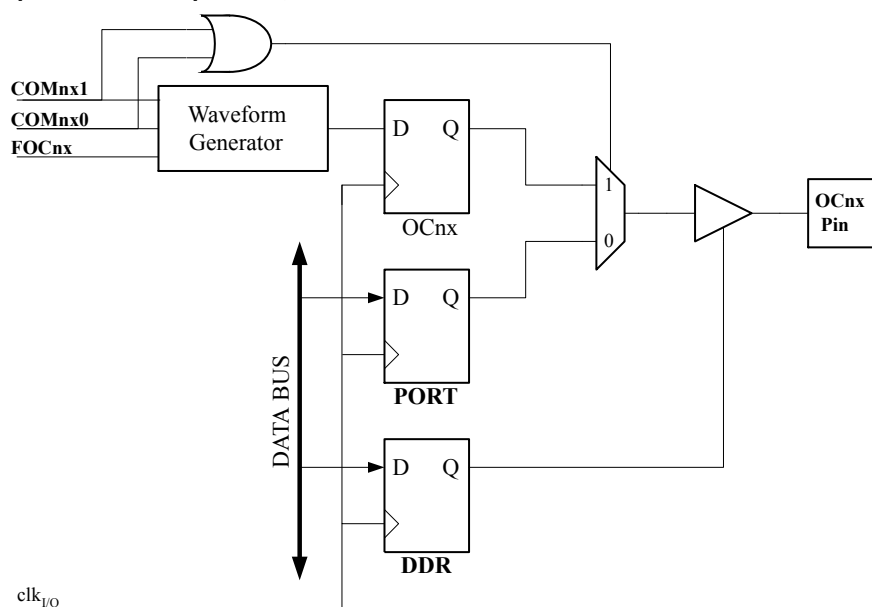 COMnx1
COMnx0
FOCnx
Waveform
Generator
D Q
OCnx
1
0
OCnx
Pin
D Q
PORT
DATA BUS
D Q
DDR
clkI/O